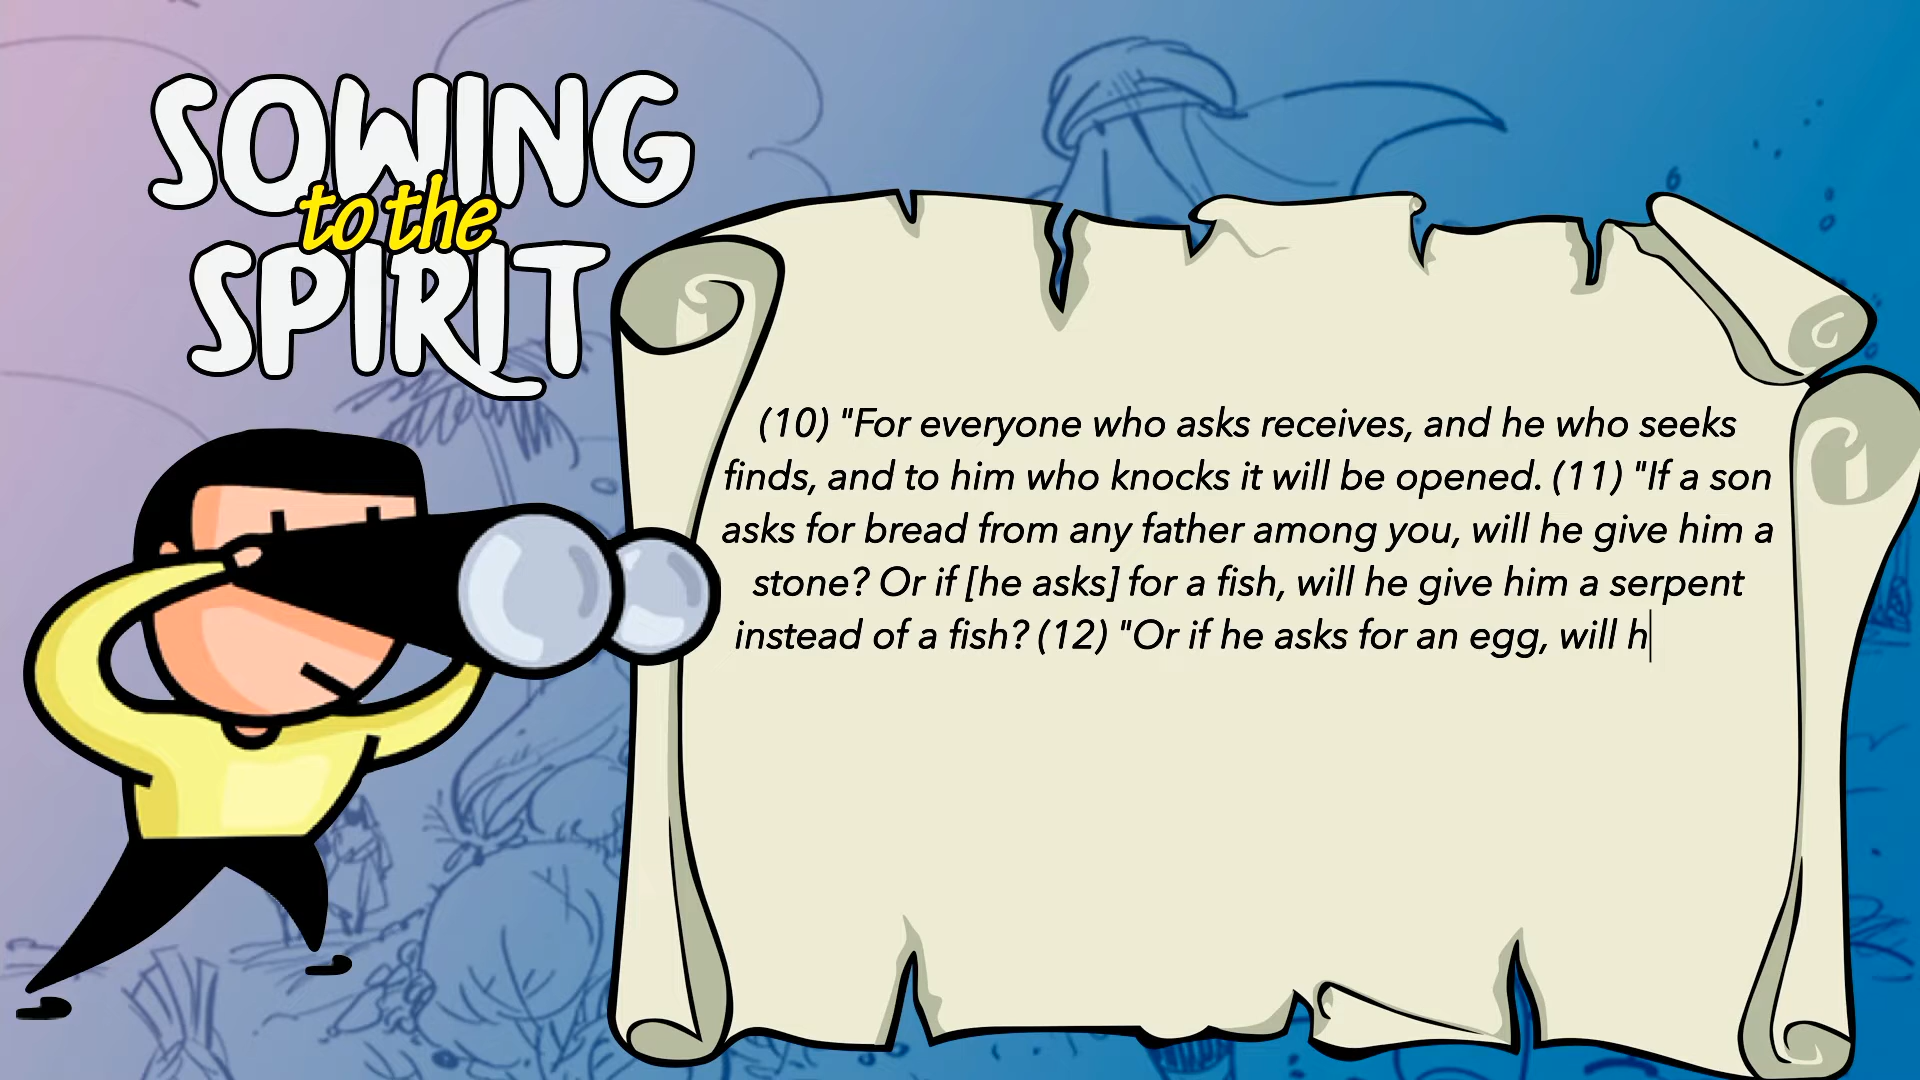 SOWING
to the
SPIRIT
(10) "For everyone who asks receives, and he who seeks
finds, and to him who knocks it will be opened. (11) "If a son
asks for bread from any father among you, will he give him a
stone? Or if [he asks] for a fish, will he give him a serpent
instead of a fish? (12) "Or if he asks for an egg, will h